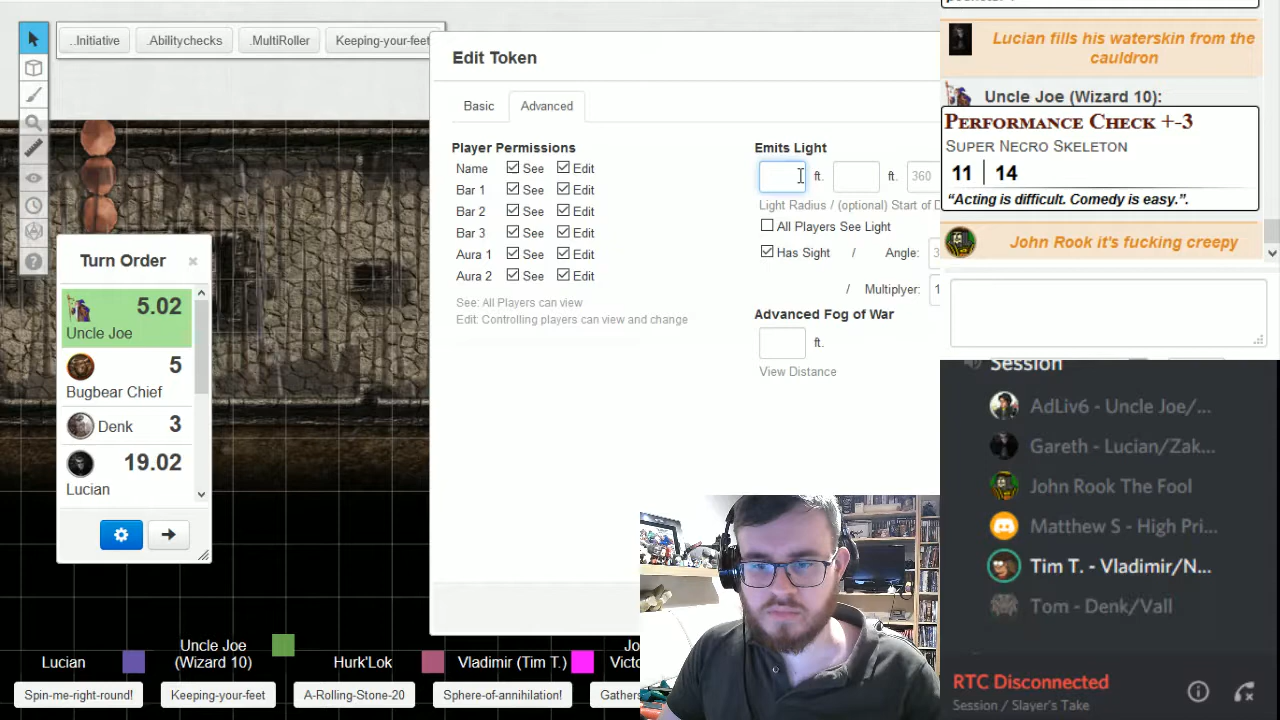 .Initiative
.Abilitychecks
.MultiRoller
Keeping-your-feet
Edit Token
Basic
Advanced
Player Permissions
Name See Edit
Bar 1 See Edit
Bar 2 See Edit
Bar 3 See Edit
Aura 1 See Edit
Aura 2 See Edit
See: All Players can view
Edit: Controlling players can view and change
Emits Light
ft. ft. 360
Light Radius / (optional) Start of D
All Players See Light
Has Sight / Angle: 3
/ Multiplyer: 1
Advanced Fog of War
ft.
View Distance
Turn Order
5.02
Uncle Joe
5
Bugbear Chief
Denk 3
19.02
Lucian
Lucian
Uncle Joe
(Wizard 10)
Hurk'Lok
Vladimir (Tim T.)
Jo
Victo
Spin-me-right-round!
Keeping-your-feet
A-Rolling-Stone-20
Sphere-of-annihilation!
Gathers
Lucian fills his waterskin from the
cauldron
Uncle Joe (Wizard 10):
Performance Check +-3
Super Necro Skeleton
11 14
“Acting is difficult. Comedy is easy.”.
John Rook it's fucking creepy
Session
AdLiv6 - Uncle Joe/...
Gareth - Lucian/Zak...
John Rook The Fool
Matthew S - High Pri...
Tim T. - Vladimir/N...
Tom - Denk/Vall
RTC Disconnected
Session / Slayer's Take